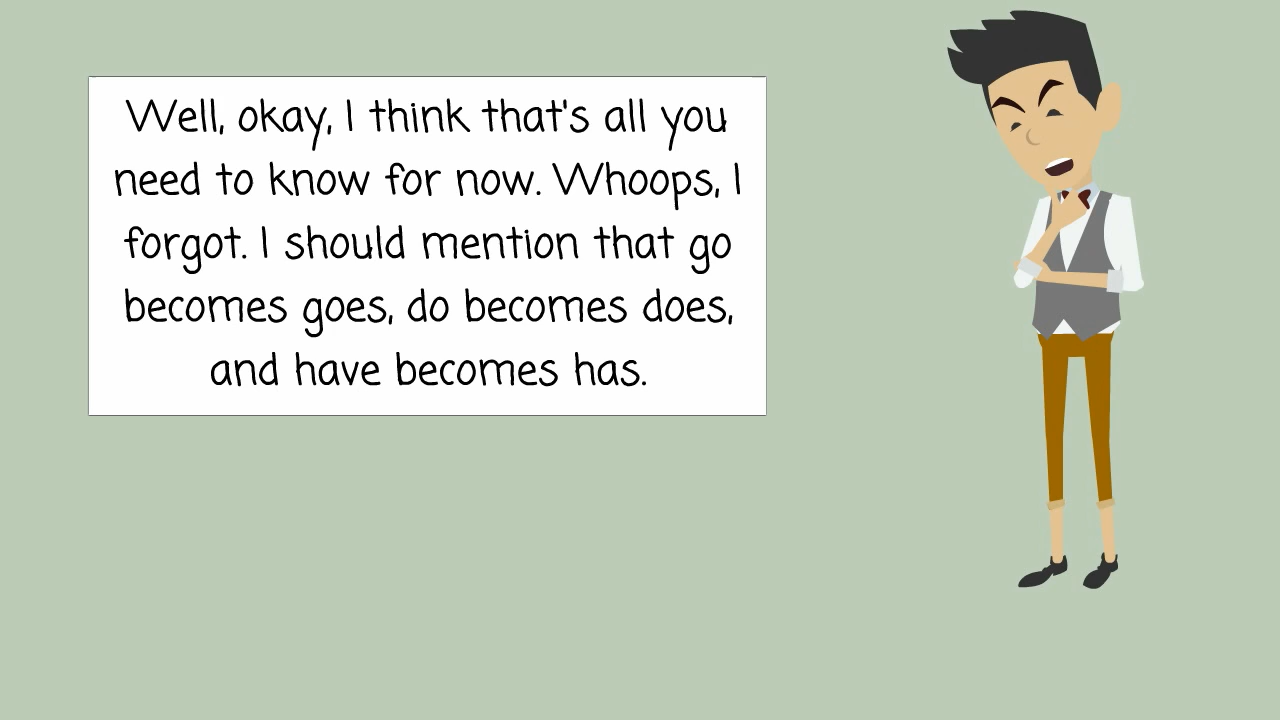 Well, okay, I think that's all you
need to know for now. Whoops, I
forgot. I should mention that go
becomes goes, do becomes does,
and have becomes has.